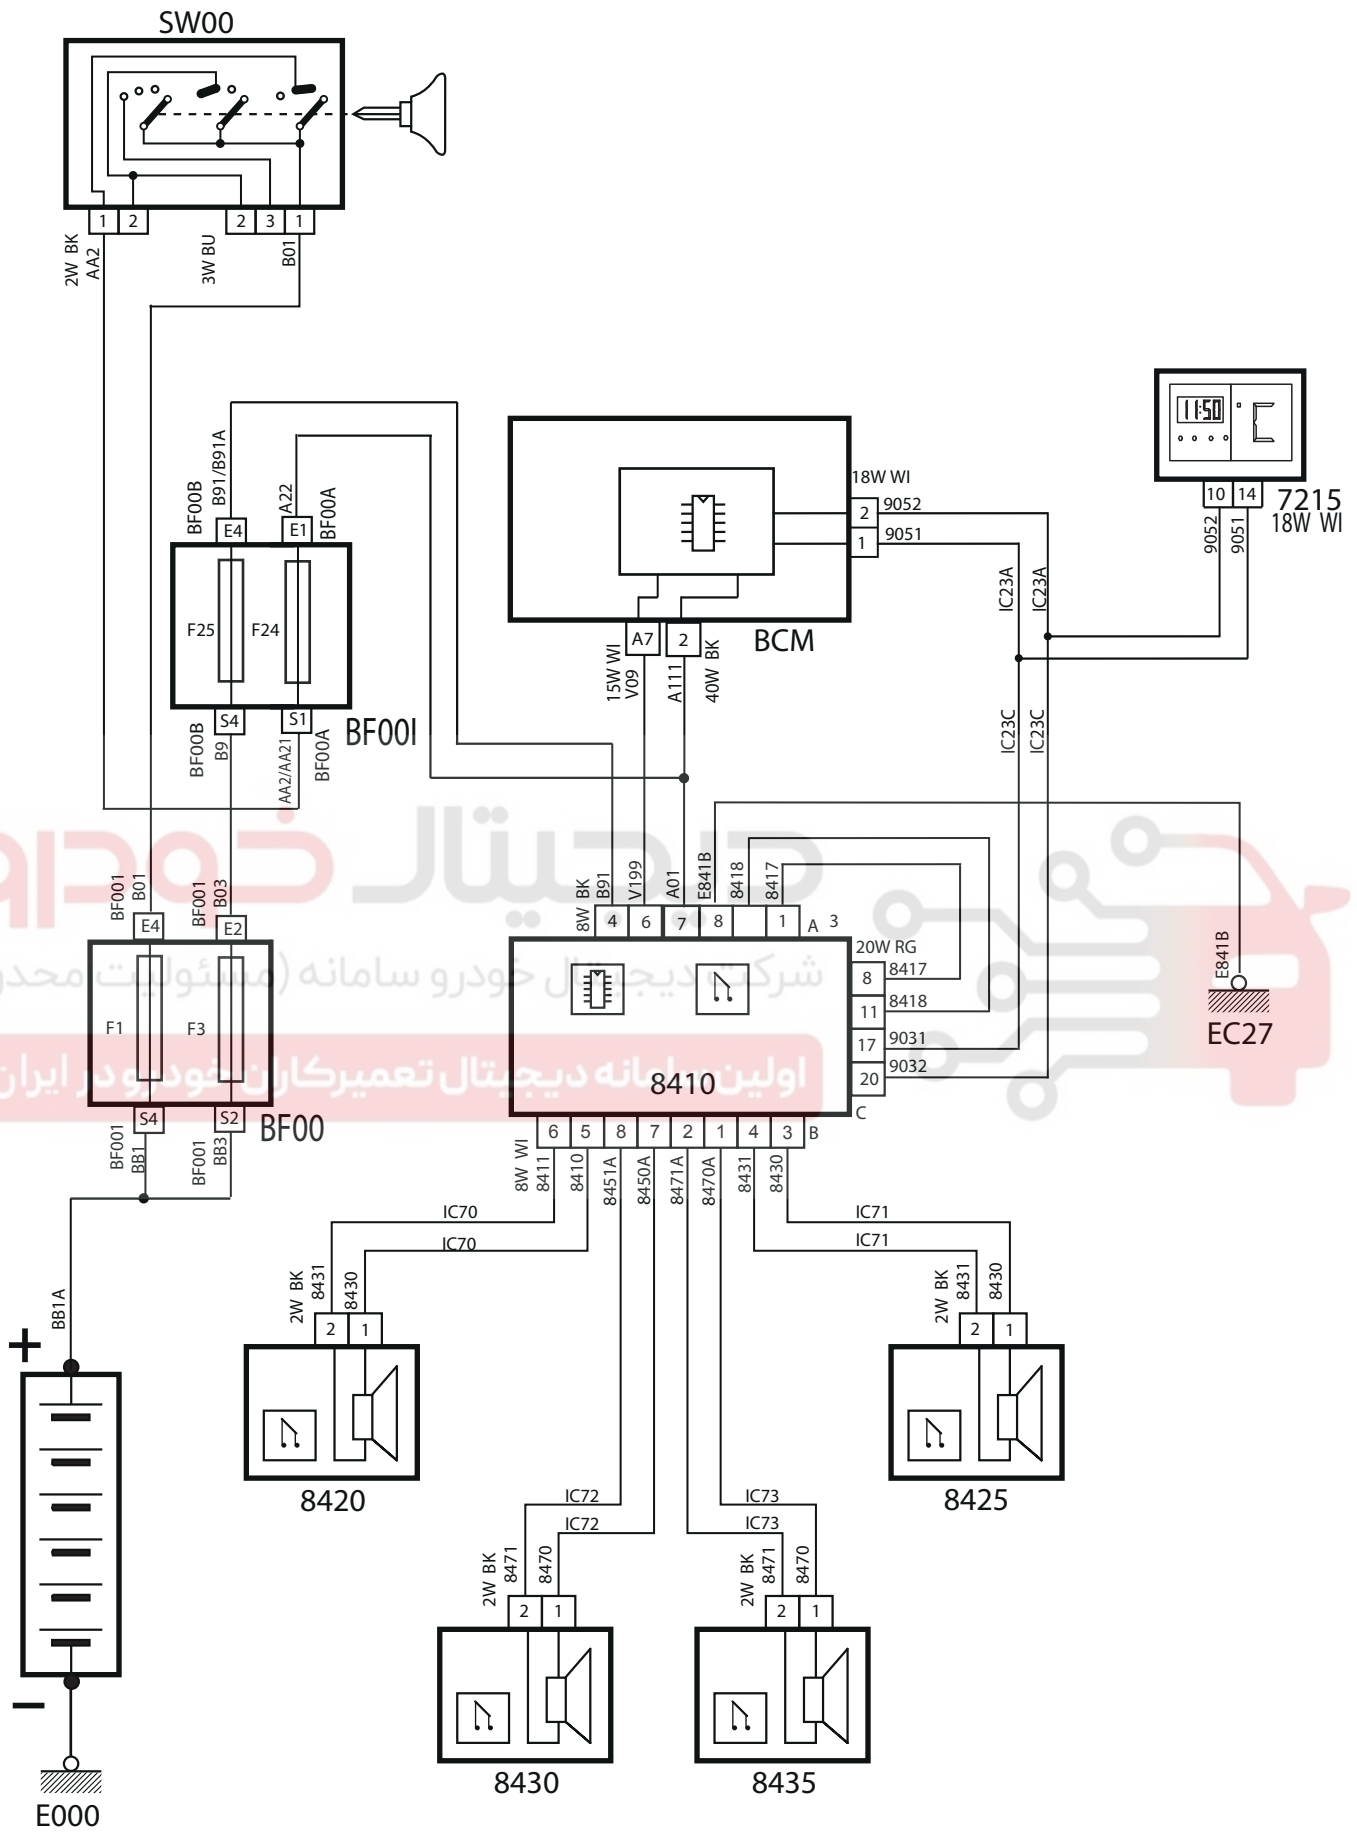 SW00
1 2 2 3 1
2W BK
AA2
3W BU
B01
11:50
10 14
7215
18W WI
9052
9051
BF00B
B91/B91A
A22
BF00A
E4 E1
F25 F24
S4 S1
BF00I
BF00B
B9
AA2/AA21
BF00A
18W WI
2 9052
1 9051
BCM
A7 2
15W WI
V09
A111
40W BK
IC23A
IC23A
IC23C
IC23C
دیجیتال خودرو
شرکت دیجیتال خودرو سامانه (مسئولیت محدو
اولین سامانه دیجیتال تعمیرکاران خودرو در ایران
BF001
B01
BF001
B03
E4 E2
F1 F3
S4 S2
BF00
BF001
BB1
BF001
BB3
8W BK
B91
V199
A01
E841B
8418
8417
4 6 7 8 1 A 3
20W RG
8 8417
11 8418
17 9031
20 9032
C
8410
E841B
EC27
6 5 8 7 2 1 4 3 B
8W WI
8411
8410
8451A
8450A
8471A
8470A
8431
8430
IC70
IC70
IC71
IC71
BB1A
+
2W BK
8431
8430
2 1
8420
2W BK
8431
8430
2 1
8425
IC72
IC72
IC73
IC73
2W BK
8471
8470
2 1
8430
2W BK
8471
8470
2 1
8435
−
E000